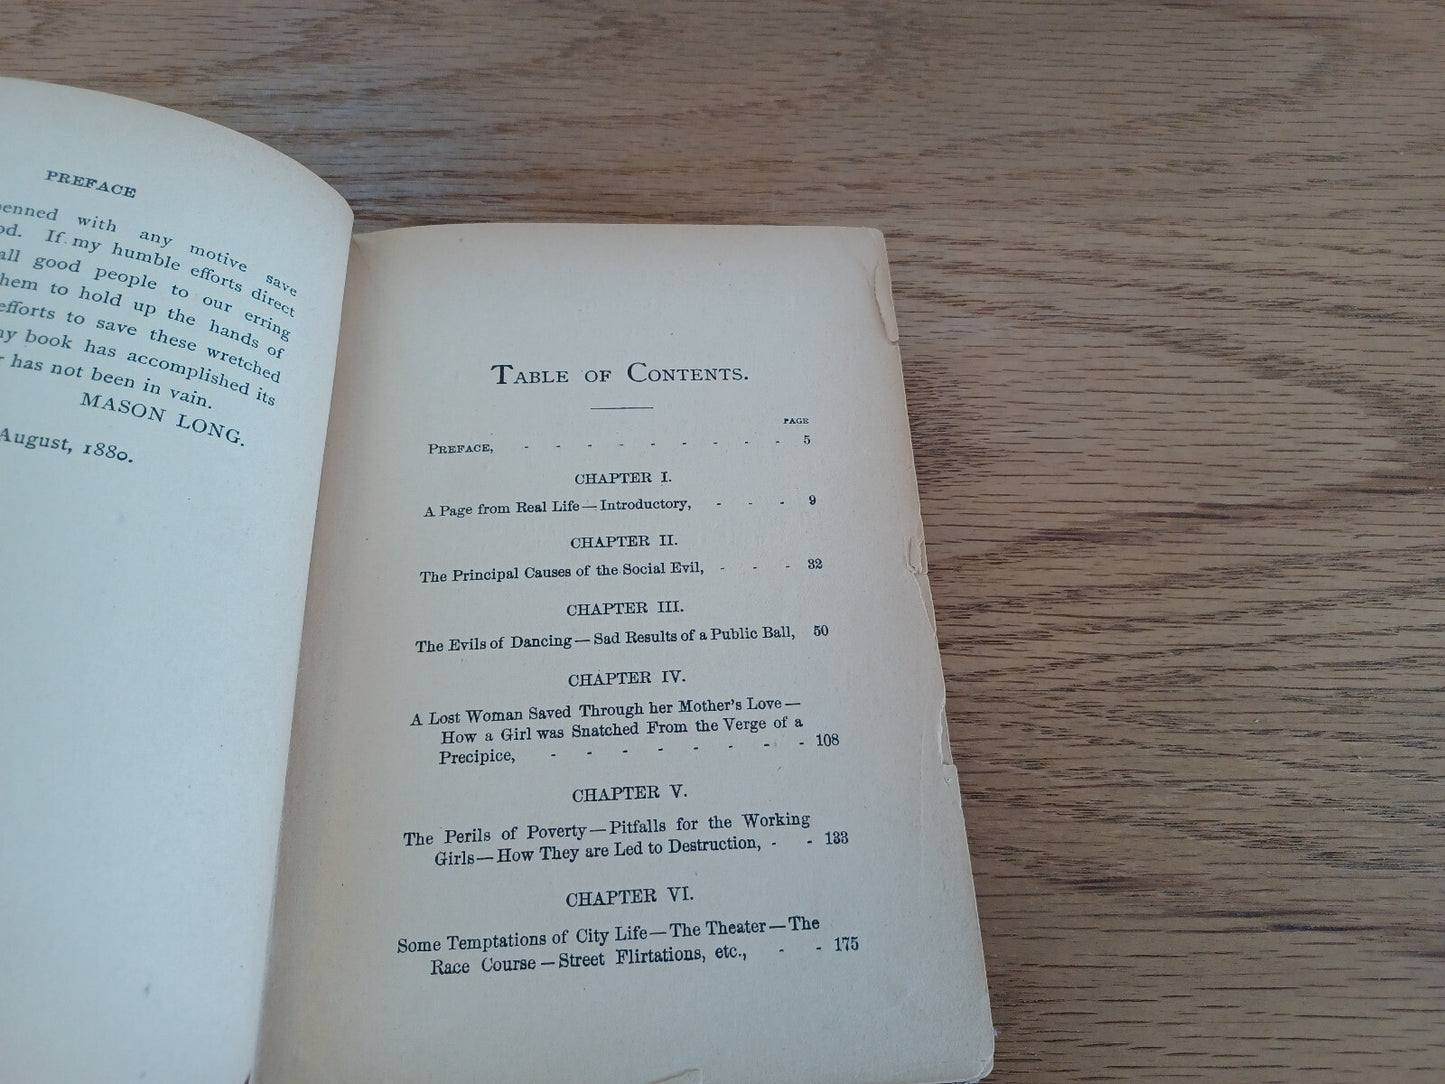 PREFACE
penned with any motive save
If my humble efforts direct
all good people to our erring
them to hold up the hands of
efforts to save these wretched
my book has accomplished its
has not been in vain.
MASON LONG.
August, 1880.
TABLE OF CONTENTS.
PAGE
PREFACE, - - - - - - - - 5
CHAPTER I.
A Page from Real Life—Introductory, - - - 9
CHAPTER II.
The Principal Causes of the Social Evil, - - - 32
CHAPTER III.
The Evils of Dancing—Sad Results of a Public Ball, 50
CHAPTER IV.
A Lost Woman Saved Through her Mother's Love—
How a Girl was Snatched From the Verge of a
Precipice, - - - - - - - - 108
CHAPTER V.
The Perils of Poverty—Pitfalls for the Working
Girls—How They are Led to Destruction, - - 133
CHAPTER VI.
Some Temptations of City Life—The Theater—The
Race Course—Street Flirtations, etc., - - 175